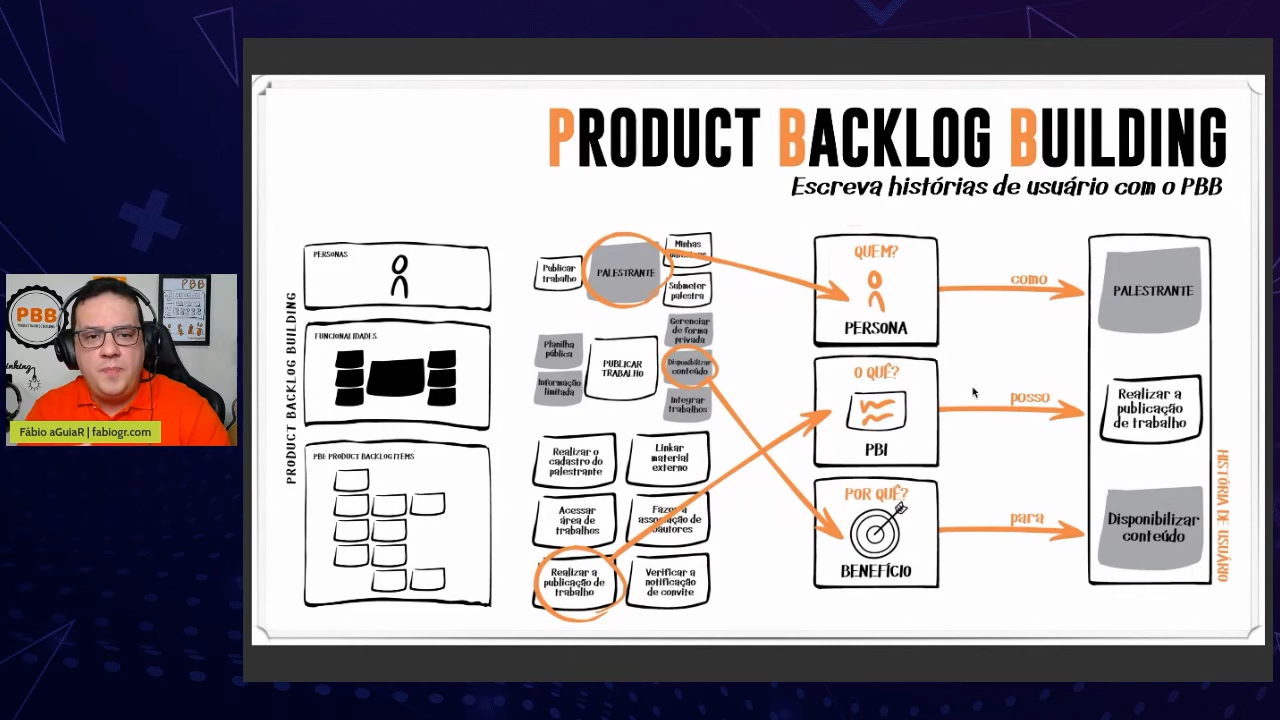 PRODUCT BACKLOG BUILDING
Escreva histórias de usuário com o PBB
PRODUCT BACKLOG BUILDING
PERSONAS
FUNCIONALIDADES
PBI: PRODUCT BACKLOG ITEMS
Publicar
trabalho
PALESTRANTE
Minhas
Submeter
palestra
Planilha
pública
Informação
limitada
PUBLICAR
TRABALHO
Gerenciar
de forma
privada
Disponibilizar
conteúdo
Integrar
trabalhos
Realizar o
cadastro do
palestrante
Linkar
material
externo
Acessar
área de
trabalhos
Fazer a
associação de
coautores
Realizar a
publicação de
trabalho
Verificar a
notificação
de convite
QUEM?
PERSONA
O QUÊ?
PBI
POR QUÊ?
BENEFÍCIO
como
posso
para
PALESTRANTE
Realizar a
publicação
de trabalho
Disponibilizar
conteúdo
HISTÓRIA DE USUÁRIO
PBB
PRODUCT BACKLOG BUILDING
PBB
Fábio aGuiaR | fabiogr.com